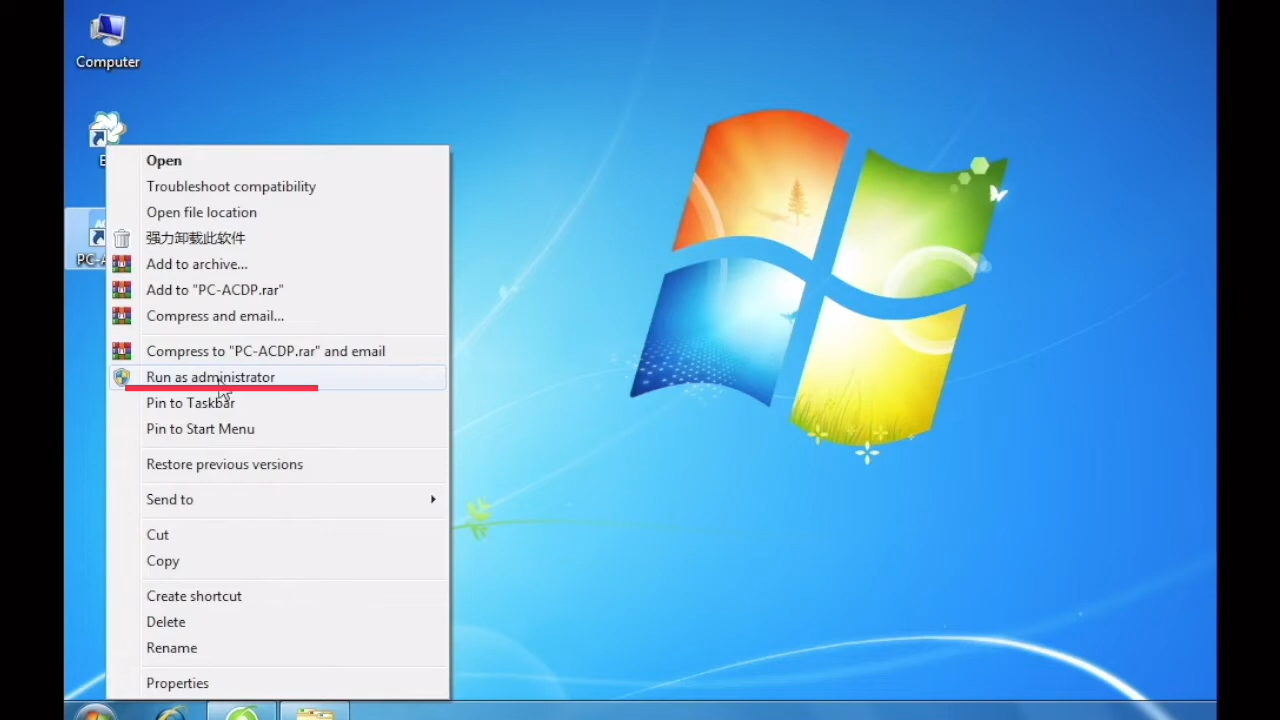 Computer
Open
Troubleshoot compatibility
Open file location
强力卸载此软件
Add to archive...
Add to "PC-ACDP.rar"
Compress and email...
Compress to "PC-ACDP.rar" and email
Run as administrator
Pin to Taskbar
Pin to Start Menu
Restore previous versions
Send to
Cut
Copy
Create shortcut
Delete
Rename
Properties